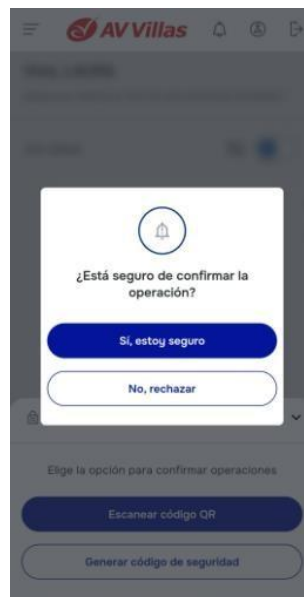 AV Villas
¿Está seguro de confirmar la
operación?
Sí, estoy seguro
No, rechazar
Elige la opción para confirmar operaciones
Escanear código QR
Generar código de seguridad